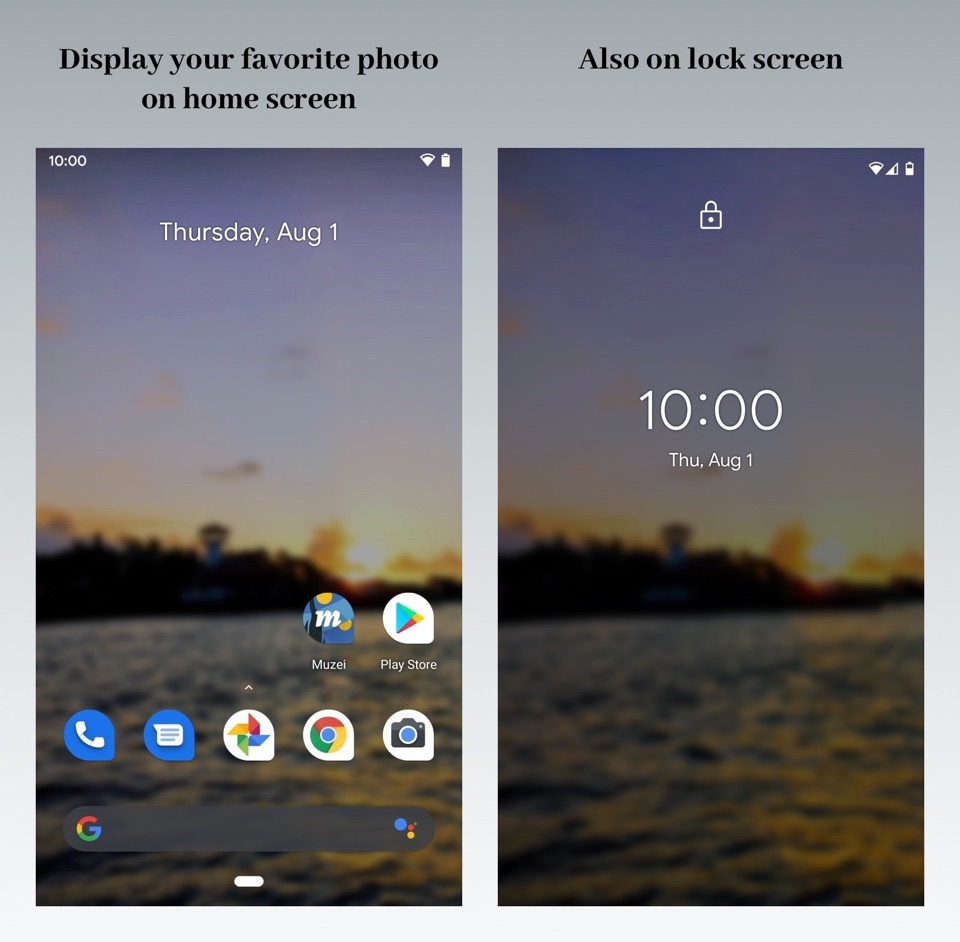 Display your favorite photo
on home screen
Also on lock screen
10:00
Thursday, Aug 1
m
Muzei
Play Store
G
10:00
Thu, Aug 1